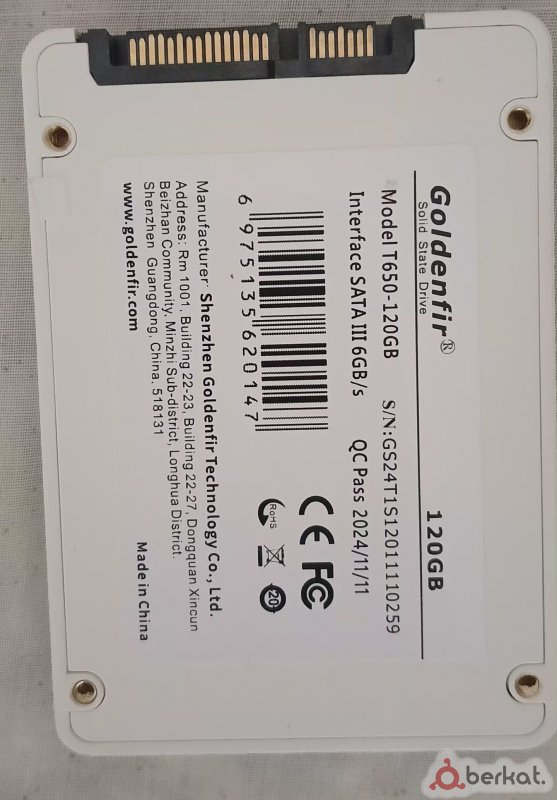 Goldenfir®
Solid State Drive
120GB
Model T650-120GB
S/N:GS24T1S12011110259
Interface SATA III 6GB/s
QC Pass 2024/11/11
6 975135 620147
CE FC
RoHS
20
Manufacturer: Shenzhen Goldenfir Technology Co., Ltd.
Address: Rm 1001, Building 22-23, Building 22-27, Dongquan Xincun
Beizhan Community, Minzhi Sub-district, Longhua District.
Shenzhen Guangdong, China. 518131
www.goldenfir.com
Made in China
berkat.